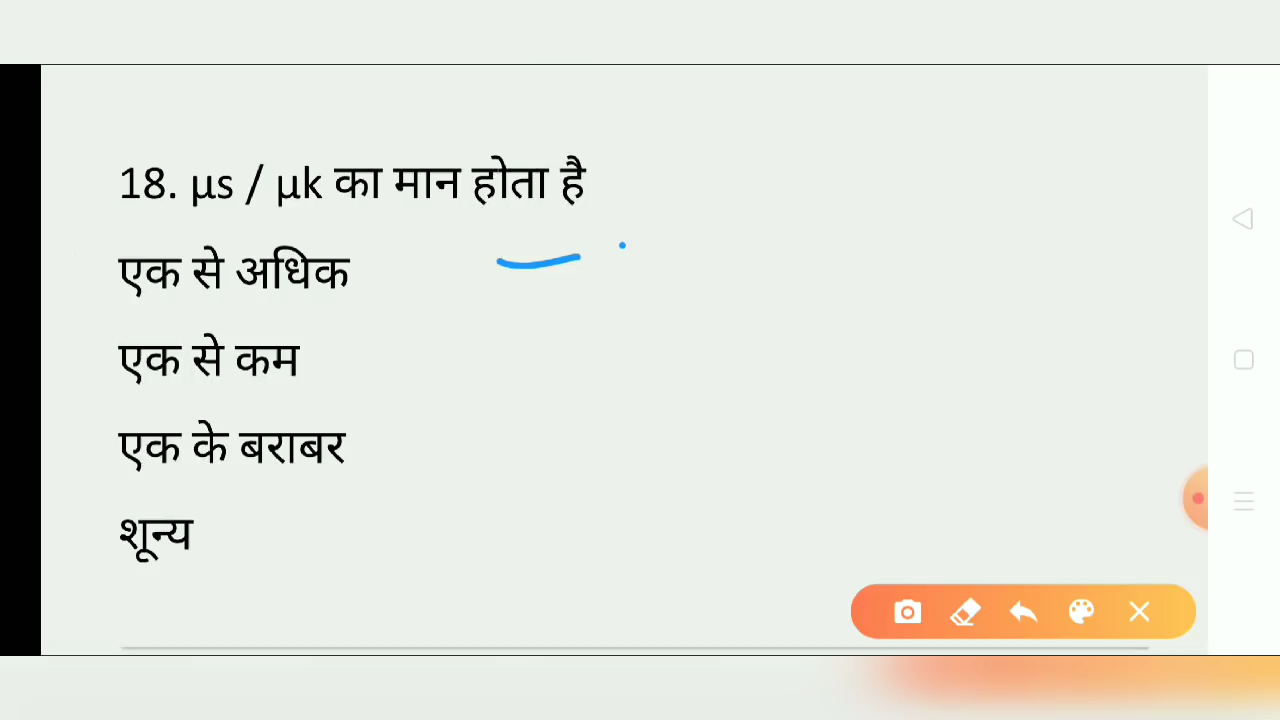 18. µs / µk का मान होता है
एक से अधिक
एक से कम
एक के बराबर
शून्य